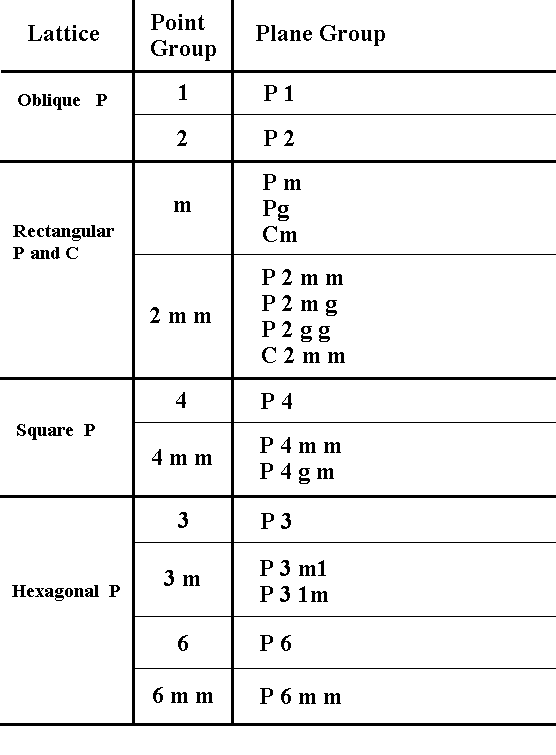 Lattice
Point
Group
Plane Group
Oblique P
1
P 1
2
P 2
Rectangular
P and C
m
P m
Pg
Cm
2 m m
P 2 m m
P 2 m g
P 2 g g
C 2 m m
Square P
4
P 4
4 m m
P 4 m m
P 4 g m
Hexagonal P
3
P 3
3 m
P 3 m1
P 3 1m
6
P 6
6 m m
P 6 m m